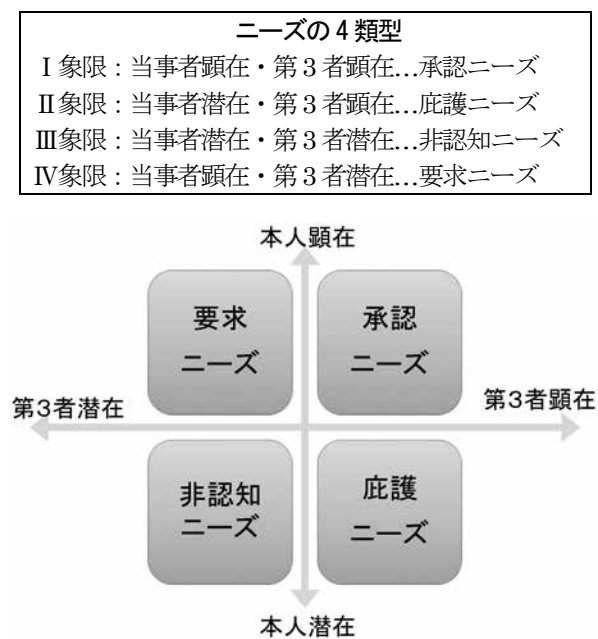 ニーズの4類型
Ⅰ象限：当事者顕在・第3者顕在…承認ニーズ
Ⅱ象限：当事者潜在・第3者顕在…庇護ニーズ
Ⅲ象限：当事者潜在・第3者潜在…非認知ニーズ
Ⅳ象限：当事者顕在・第3者潜在…要求ニーズ
本人顕在
要求
ニーズ
承認
ニーズ
第3者潜在
第3者顕在
非認知
ニーズ
庇護
ニーズ
本人潜在